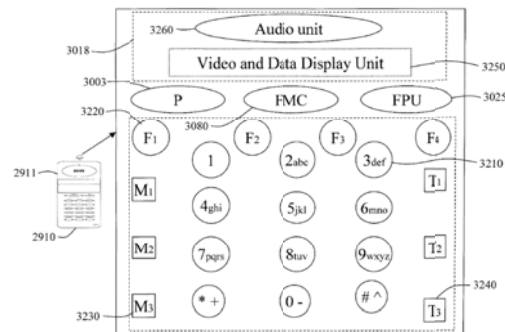 3260
Audio unit
3018
Video and Data Display Unit
3250
3003
P
FMC
FPU
3025
3220
3080
F1
F2
F3
F4
1
2abc
3def
3210
2911
M1
T1
4ghi
5jkl
6mno
2910
M2
T2
7pqrs
8tuv
9wxyz
3240
3230
M3
* +
0 -
# ^
T3